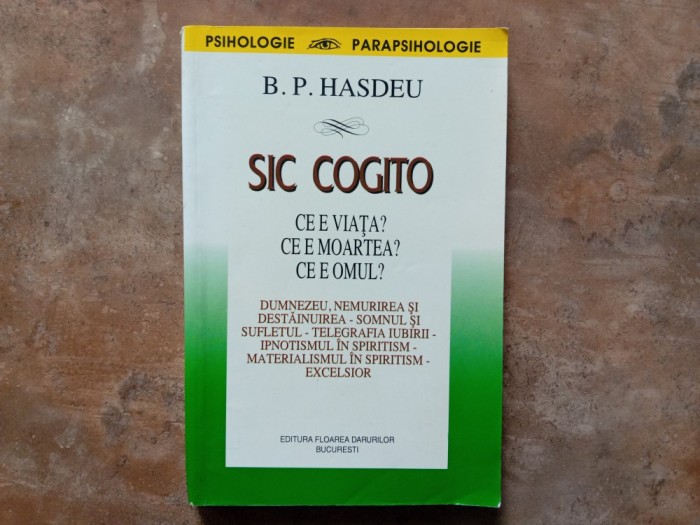 PSIHOLOGIE PARAPSIHOLOGIE
B. P. HASDEU
SIC COGITO
CE E VIAȚA?
CE E MOARTEA?
CE E OMUL?
DUMNEZEU, NEMURIREA ȘI
DESTĂINUIREA - SOMNUL ȘI
SUFLETUL - TELEGRAFIA IUBIRII -
IPNOTISMUL ÎN SPIRITISM -
MATERIALISMUL ÎN SPIRITISM -
EXCELSIOR
EDITURA FLOAREA DARURILOR
BUCURESTI